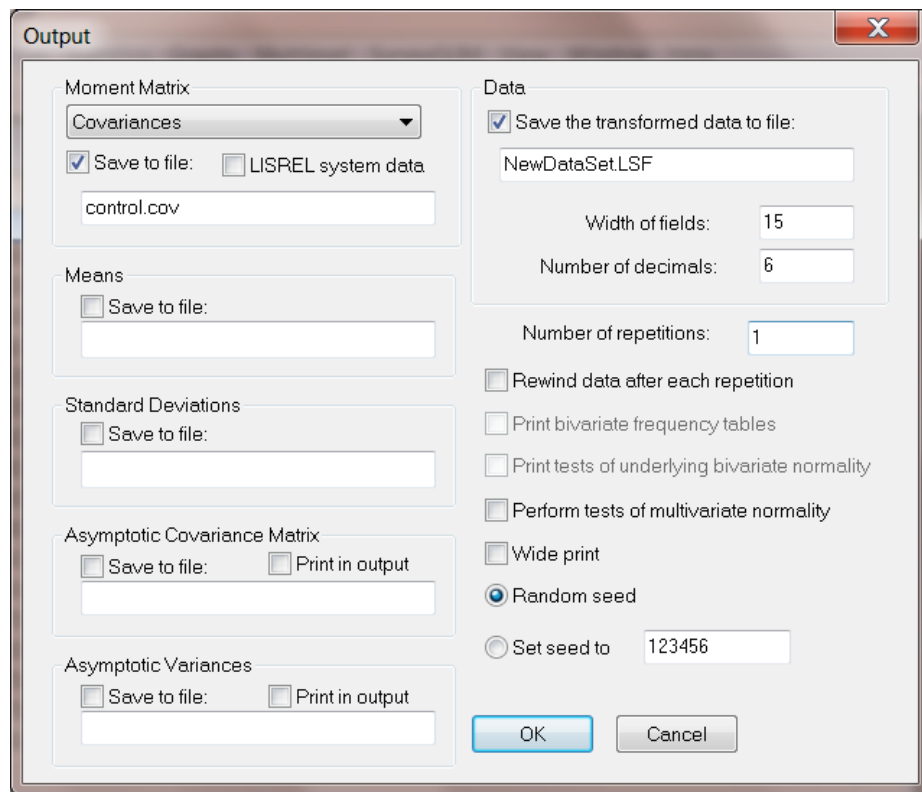 Output
X
Moment Matrix
Covariances
Save to file:
LISREL system data
control.cov
Means
Save to file:
Standard Deviations
Save to file:
Asymptotic Covariance Matrix
Save to file:
Print in output
Asymptotic Variances
Save to file:
Print in output
Data
Save the transformed data to file:
NewDataSet.LSF
Width of fields: 15
Number of decimals: 6
Number of repetitions: 1
Rewind data after each repetition
Print bivariate frequency tables
Print tests of underlying bivariate normality
Perform tests of multivariate normality
Wide print
Random seed
Set seed to 123456
OK
Cancel